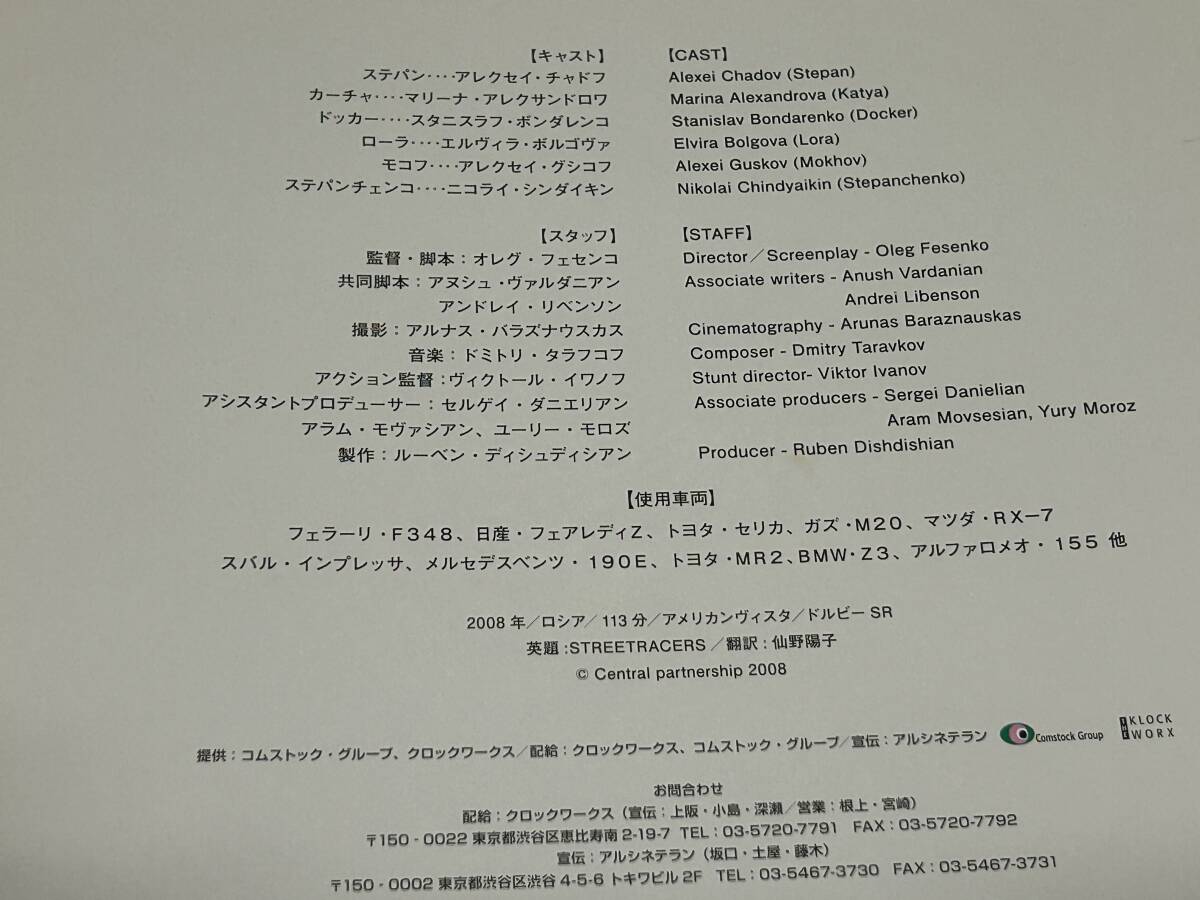 【キャスト】 【CAST】
ステパン‥‥アレクセイ・チャドフ Alexei Chadov (Stepan)
カーチャ‥‥マリーナ・アレクサンドロワ Marina Alexandrova (Katya)
ドッカー‥‥スタニスラフ・ボンダレンコ Stanislav Bondarenko (Docker)
ローラ‥‥エルヴィラ・ボルゴヴァ Elvira Bolgova (Lora)
モコフ‥‥アレクセイ・グシコフ Alexei Guskov (Mokhov)
ステパンチェンコ‥‥ニコライ・シンダイキン Nikolai Chindyaikin (Stepanchenko)
【スタッフ】 【STAFF】
監督・脚本：オレグ・フェセンコ Director／Screenplay - Oleg Fesenko
共同脚本：アヌシュ・ヴァルダニアン Associate writers - Anush Vardanian
アンドレイ・リベンソン Andrei Libenson
撮影：アルナス・バラズナウスカス Cinematography - Arunas Baraznauskas
音楽：ドミトリ・タラフコフ Composer - Dmitry Taravkov
アクション監督：ヴィクトール・イワノフ Stunt director- Viktor Ivanov
アシスタントプロデューサー：セルゲイ・ダニエリアン Associate producers - Sergei Danielian
アラム・モヴァシアン、ユーリー・モロズ Aram Movsesian, Yury Moroz
製作：ルーベン・ディシュディシアン Producer - Ruben Dishdishian
【使用車両】
フェラーリ・F348、日産・フェアレディZ、トヨタ・セリカ、ガズ・M20、マツダ・RX−7
スバル・インプレッサ、メルセデスベンツ・190E、トヨタ・MR2、BMW・Z3、アルファロメオ・155 他
2008年／ロシア／113分／アメリカンヴィスタ／ドルビーSR
英題:STREETRACERS／翻訳：仙野陽子
© Central partnership 2008
提供：コムストック・グループ、クロックワークス／配給：クロックワークス、コムストック・グループ／宣伝：アルシネテラン Comstock Group THE KLOCK WORX
お問合わせ
配給：クロックワークス（宣伝：上阪・小島・深瀬／営業：根上・宮崎）
〒150-0022 東京都渋谷区恵比寿南2-19-7 TEL：03-5720-7791 FAX：03-5720-7792
宣伝：アルシネテラン（坂口・土屋・藤木）
〒150-0002 東京都渋谷区渋谷4-5-6 トキワビル2F TEL：03-5467-3730 FAX：03-5467-3731